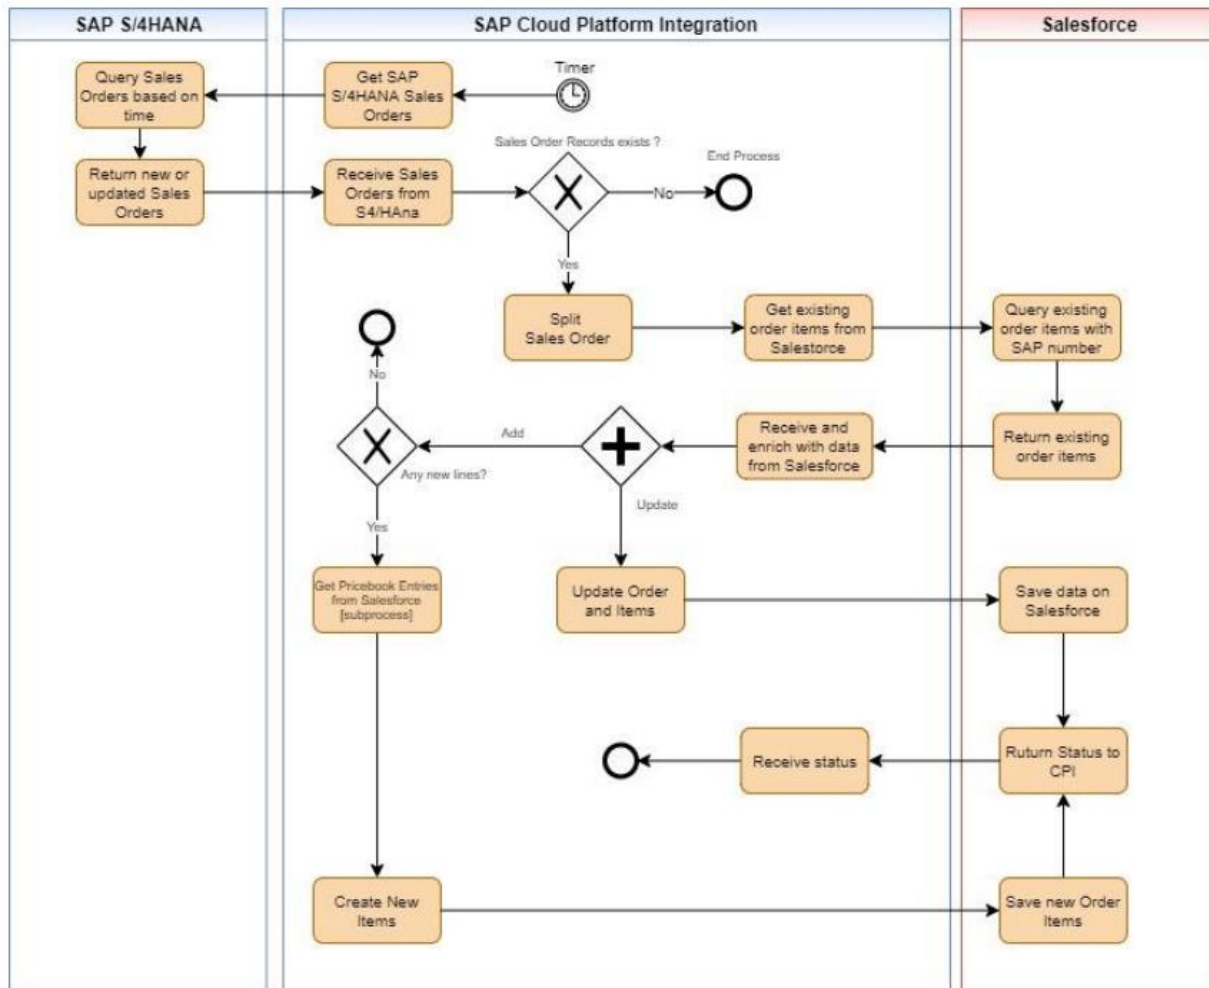 SAP S/4HANA
SAP Cloud Platform Integration
Salesforce
Query Sales
Orders based on
time
Get SAP
S/4HANA Sales
Orders
Timer
Sales Order Records exists ?
End Process
Return new or
updated Sales
Orders
Receive Sales
Orders from
S4/HAna
No
Yes
Split
Sales Order
Get existing
order items from
Salestorce
Query existing
order items with
SAP number
No
Add
Receive and
enrich with data
from Salesforce
Return existing
order items
Any new lines?
Update
Yes
Get Pricebook Entries
from Salesforce
[subprocess]
Update Order
and Items
Save data on
Salesforce
Receive status
Ruturn Status to
CPI
Create New
Items
Save new Order
Items